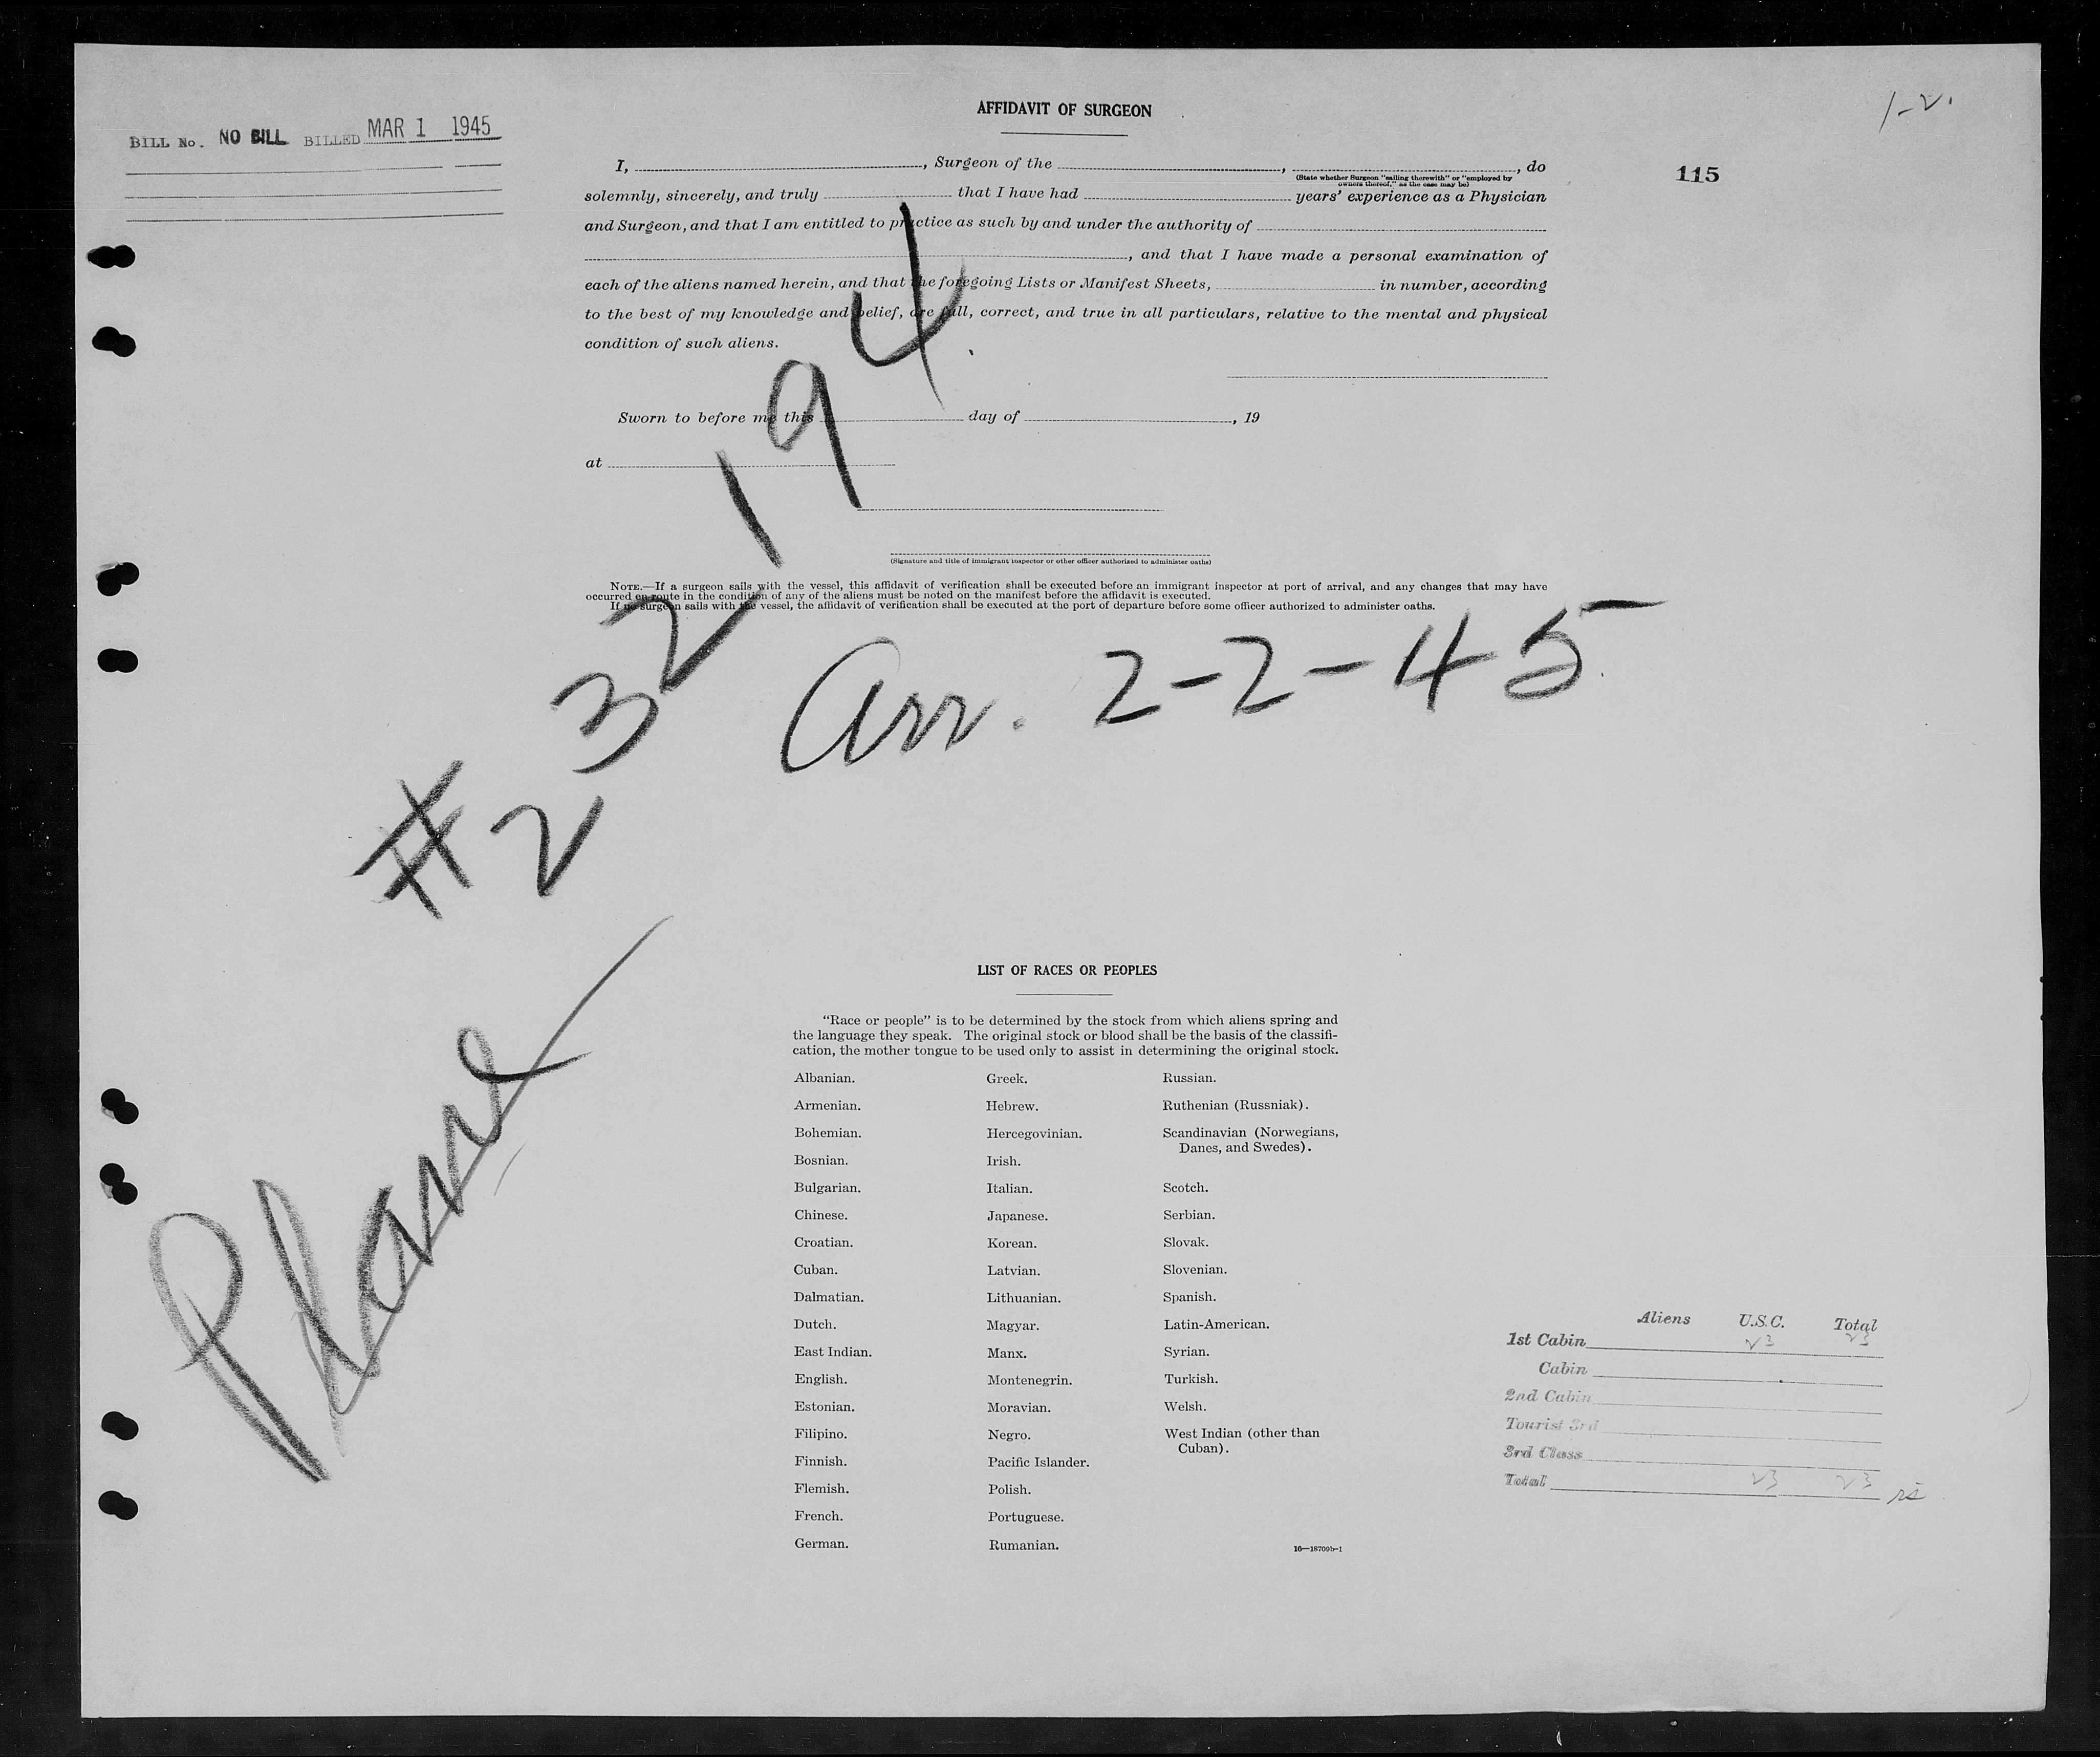 AFFIDAVIT OF SURGEON
1-2.
BILL No. NO BILL BILLED MAR 1 1945
115
I, , Surgeon of the , , do
(State whether Surgeon "sailing therewith" or "employed by
owners thereof," as the case may be)
solemnly, sincerely, and truly that I have had years' experience as a Physician
and Surgeon, and that I am entitled to practice as such by and under the authority of
, and that I have made a personal examination of
each of the aliens named herein, and that the foregoing Lists or Manifest Sheets, in number, according
to the best of my knowledge and belief, are full, correct, and true in all particulars, relative to the mental and physical
condition of such aliens.
Sworn to before me this day of , 19
at
(Signature and title of immigrant inspector or other officer authorized to administer oaths)
NOTE.—If a surgeon sails with the vessel, this affidavit of verification shall be executed before an immigrant inspector at port of arrival, and any changes that may have
occurred en route in the condition of any of the aliens must be noted on the manifest before the affidavit is executed.
If no surgeon sails with the vessel, the affidavit of verification shall be executed at the port of departure before some officer authorized to administer oaths.
Plane # 232194
Arr. 2-2-45
LIST OF RACES OR PEOPLES
"Race or people" is to be determined by the stock from which aliens spring and
the language they speak. The original stock or blood shall be the basis of the classifi-
cation, the mother tongue to be used only to assist in determining the original stock.
Albanian.
Armenian.
Bohemian.
Bosnian.
Bulgarian.
Chinese.
Croatian.
Cuban.
Dalmatian.
Dutch.
East Indian.
English.
Estonian.
Filipino.
Finnish.
Flemish.
French.
German.
Greek.
Hebrew.
Hercegovinian.
Irish.
Italian.
Japanese.
Korean.
Latvian.
Lithuanian.
Magyar.
Manx.
Montenegrin.
Moravian.
Negro.
Pacific Islander.
Polish.
Portuguese.
Rumanian.
Russian.
Ruthenian (Russniak).
Scandinavian (Norwegians,
Danes, and Swedes).
Scotch.
Serbian.
Slovak.
Slovenian.
Spanish.
Latin-American.
Syrian.
Turkish.
Welsh.
West Indian (other than
Cuban).
16—18709b-1
Aliens U.S.C. Total
1st Cabin 23 23
Cabin
2nd Cabin
Tourist 3rd
3rd Class
Total 23 23